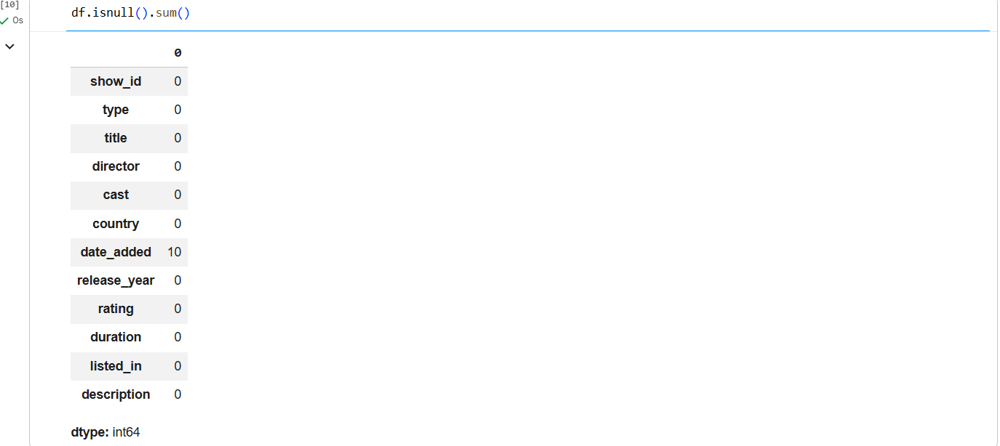 [10]
0s
df.isnull().sum()
0
show_id 0
type 0
title 0
director 0
cast 0
country 0
date_added 10
release_year 0
rating 0
duration 0
listed_in 0
description 0
dtype: int64